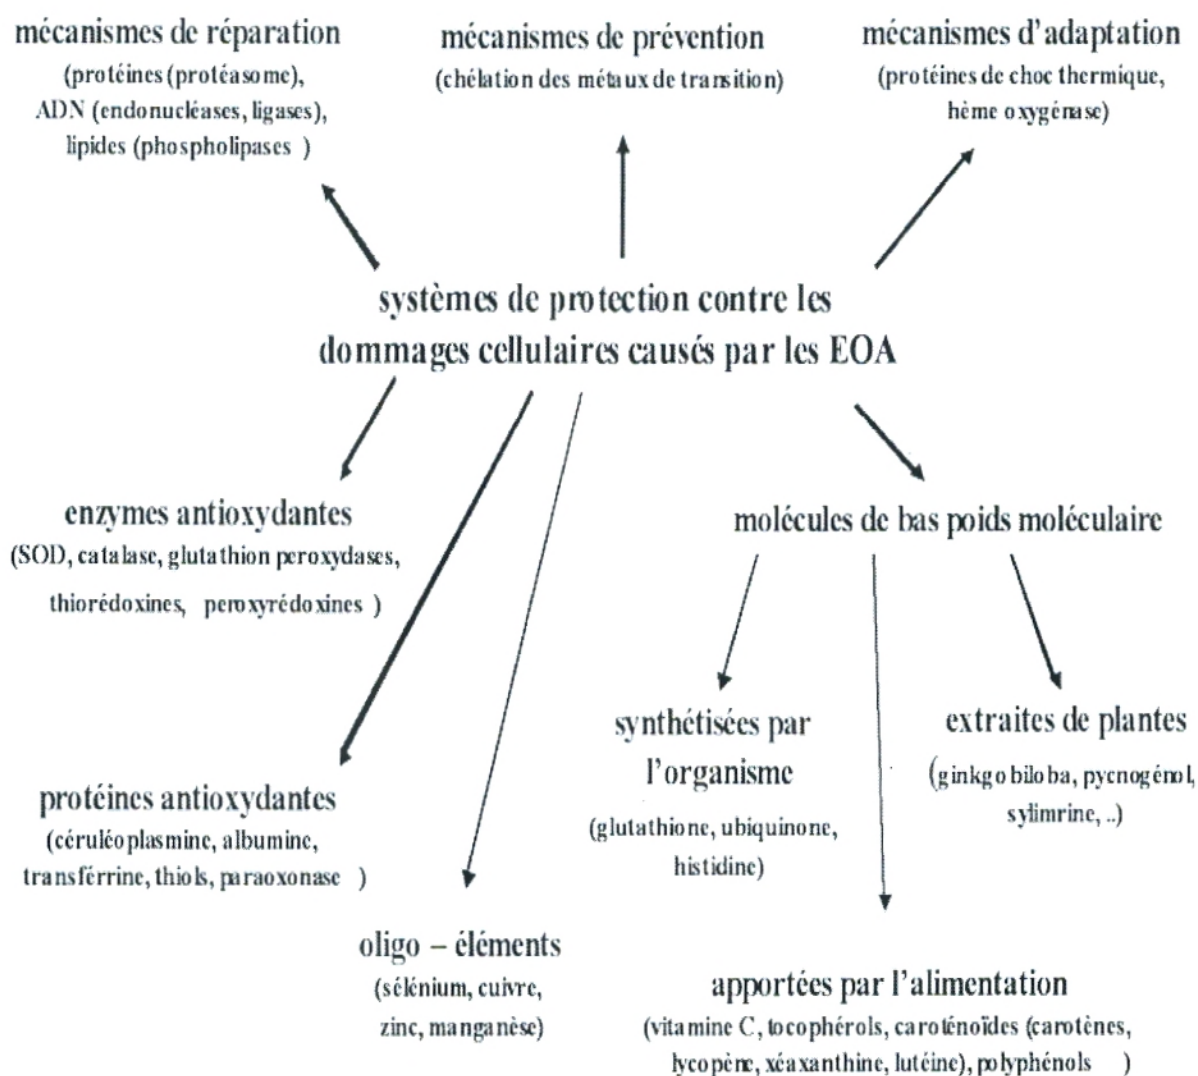 mécanismes de réparation
(protéines (protéasome),
ADN (endonucléases, ligases),
lipides (phospholipases )
mécanismes de prévention
(chélation des métaux de transition)
mécanismes d'adaptation
(protéines de choc thermique,
hème oxygénase)
systèmes de protection contre les
dommages cellulaires causés par les EOA
enzymes antioxydantes
(SOD, catalase, glutathion peroxydases,
thiorédoxines, peroxyrédoxines )
molécules de bas poids moléculaire
protéines antioxydantes
(céruléoplasmine, albumine,
transférrine, thiols, paraoxonase )
oligo – éléments
(sélénium, cuivre,
zinc, manganèse)
synthétisées par
l'organisme
(glutathione, ubiquinone,
histidine)
extraites de plantes
(ginkgo biloba, pycnogénol,
sylimrine, ..)
apportées par l'alimentation
(vitamine C, tocophérols, caroténoïdes (carotènes,
lycopène, xéaxanthine, lutéine), polyphénols )